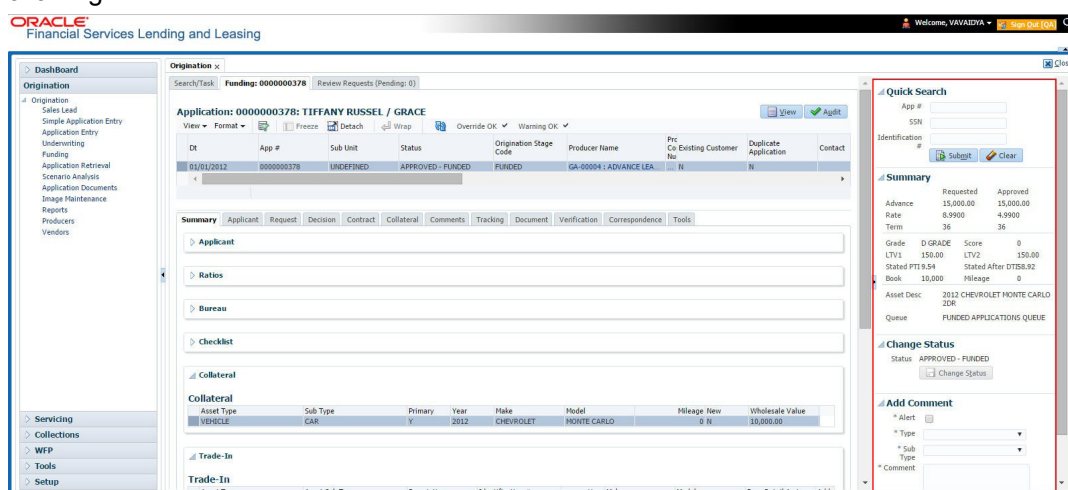 ORACLE
Financial Services Lending and Leasing
Welcome, VAVAIDYA
Sign Out [QA]
DashBoard
Origination
Origination
Sales Lead
Simple Application Entry
Application Entry
Underwriting
Funding
Application Retrieval
Scenario Analysis
Application Documents
Image Maintenance
Reports
Producers
Vendors
Servicing
Collections
WFP
Tools
Setup
Origination ×
Clos
Search/Task Funding: 0000000378 Review Requests (Pending: 0)
Application: 0000000378: TIFFANY RUSSEL / GRACE
View Audit
View Format Freeze Detach Wrap Override OK Warning OK
Dt App # Sub Unit Status Origination Stage Code Producer Name Prc Co Nu Existing Customer Duplicate Application Contact
01/01/2012 0000000378 UNDEFINED APPROVED - FUNDED FUNDED GA-00004 : ADVANCE LEA... ... N N
Summary Applicant Request Decision Contract Collateral Comments Tracking Document Verification Correspondence Tools
Applicant
Ratios
Bureau
Checklist
Collateral
Collateral
Asset Type Sub Type Primary Year Make Model Mileage New Wholesale Value
VEHICLE CAR Y 2012 CHEVROLET MONTE CARLO 0 N 10,000.00
Trade-In
Trade-In
Quick Search
App #
SSN
Identification #
Submit Clear
Summary
Requested Approved
Advance 15,000.00 15,000.00
Rate 8.9900 4.9900
Term 36 36
Grade D GRADE Score 0
LTV1 150.00 LTV2 150.00
Stated PTI 9.54 Stated After DTI 58.92
Book 10,000 Mileage 0
Asset Desc 2012 CHEVROLET MONTE CARLO
2DR
Queue FUNDED APPLICATIONS QUEUE
Change Status
Status APPROVED - FUNDED
Change Status
Add Comment
* Alert
* Type
* Sub Type
* Comment